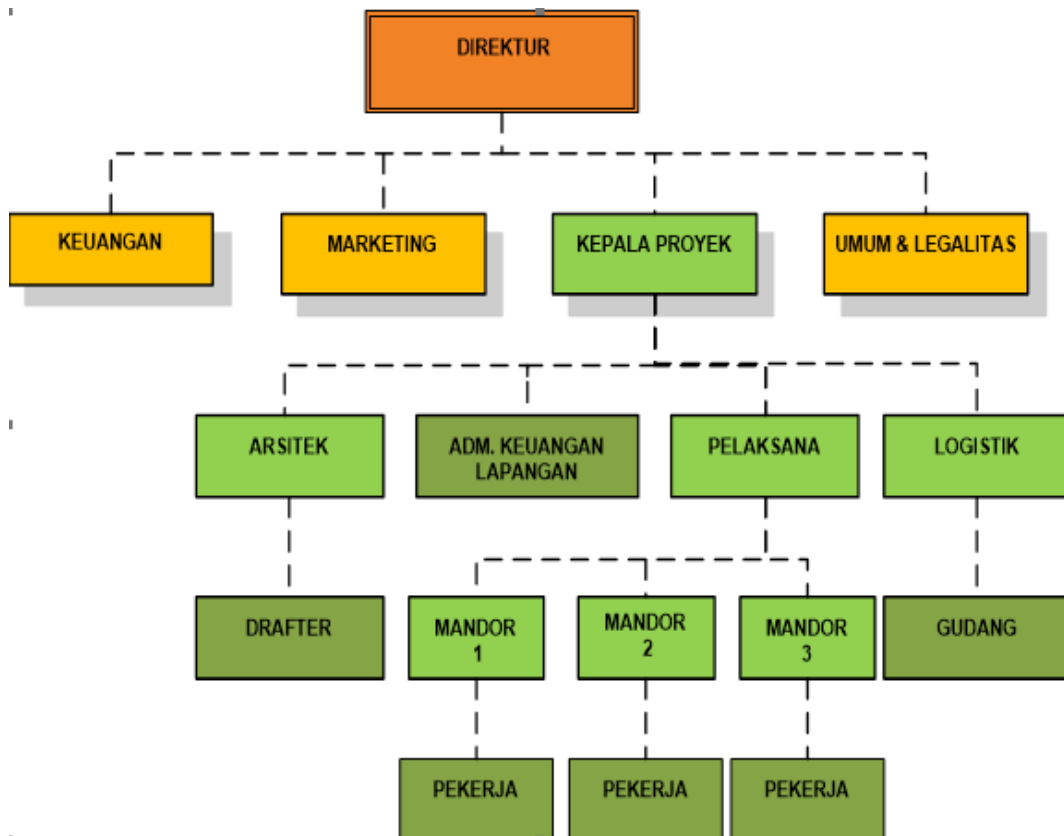 DIREKTUR
KEUANGAN
MARKETING
KEPALA PROYEK
UMUM & LEGALITAS
ARSITEK
ADM. KEUANGAN
LAPANGAN
PELAKSANA
LOGISTIK
DRAFTER
MANDOR
1
MANDOR
2
MANDOR
3
GUDANG
PEKERJA
PEKERJA
PEKERJA